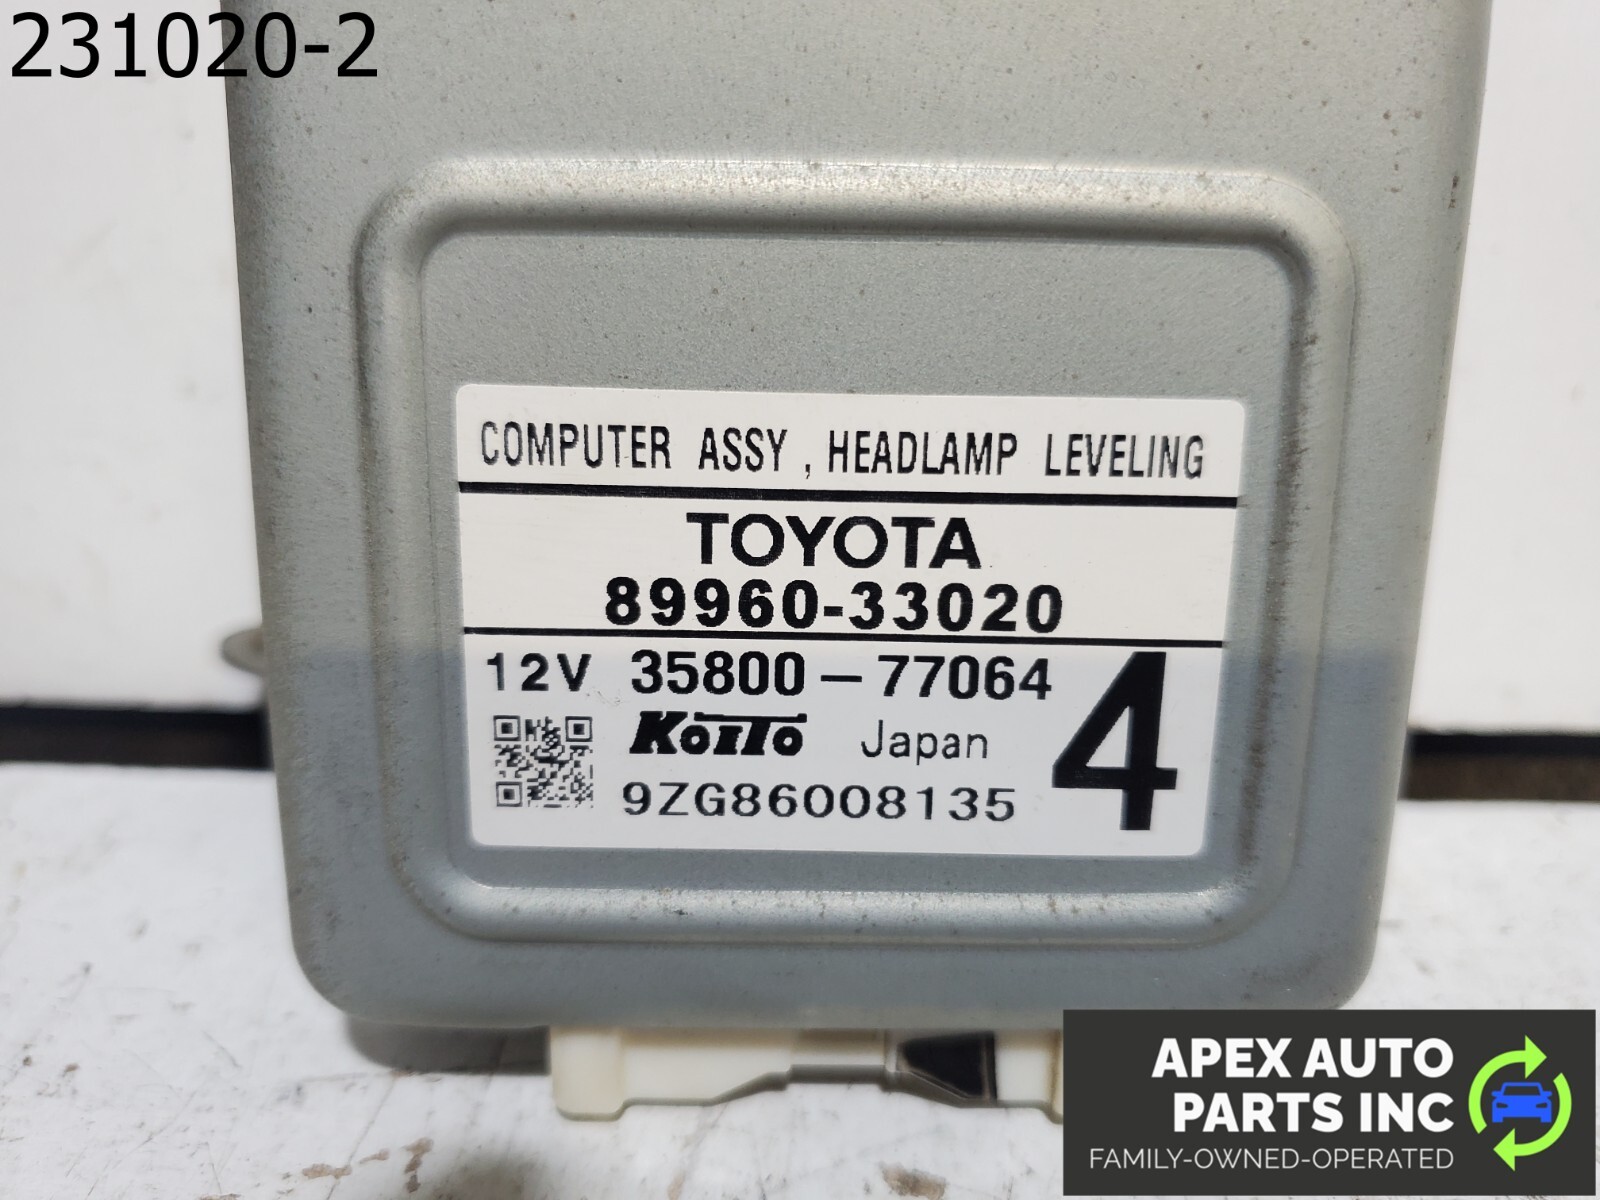 231020-2
COMPUTER ASSY, HEADLAMP LEVELING
TOYOTA
89960-33020
12V 35800-77064
4
KOITO Japan
9ZG86008135
APEX AUTO
PARTS INC
FAMILY-OWNED-OPERATED